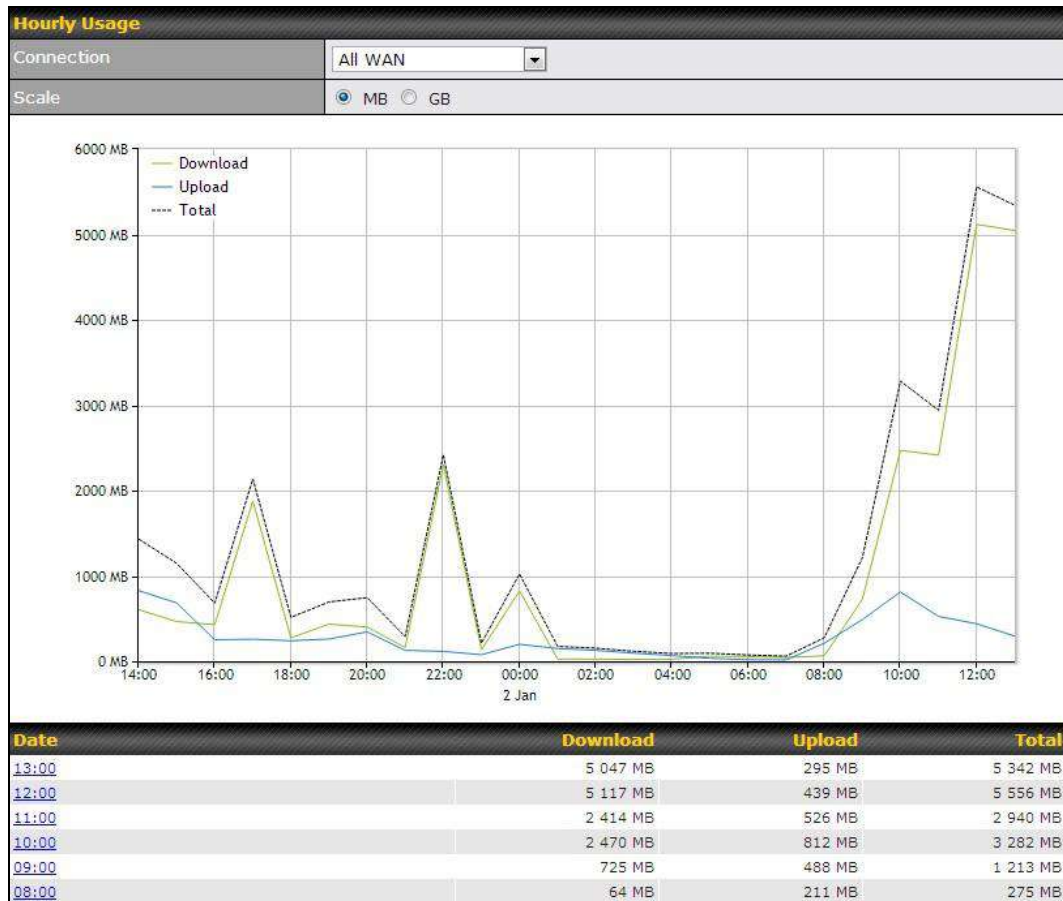 Hourly Usage
Connection All WAN
Scale MB GB
6000 MB
5000 MB
4000 MB
3000 MB
2000 MB
1000 MB
0 MB
Download
Upload
Total
14:00 16:00 18:00 20:00 22:00 00:00 02:00 04:00 06:00 08:00 10:00 12:00
2 Jan
Date Download Upload Total
13:00 5 047 MB 295 MB 5 342 MB
12:00 5 117 MB 439 MB 5 556 MB
11:00 2 414 MB 526 MB 2 940 MB
10:00 2 470 MB 812 MB 3 282 MB
09:00 725 MB 488 MB 1 213 MB
08:00 64 MB 211 MB 275 MB